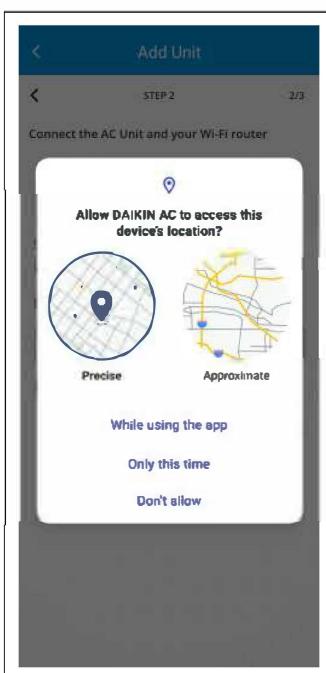 Add Unit
STEP 2 2/3
Connect the AC Unit and your Wi-Fi router
Allow DAIKIN AC to access this
device's location?
Precise Approximate
While using the app
Only this time
Don't allow